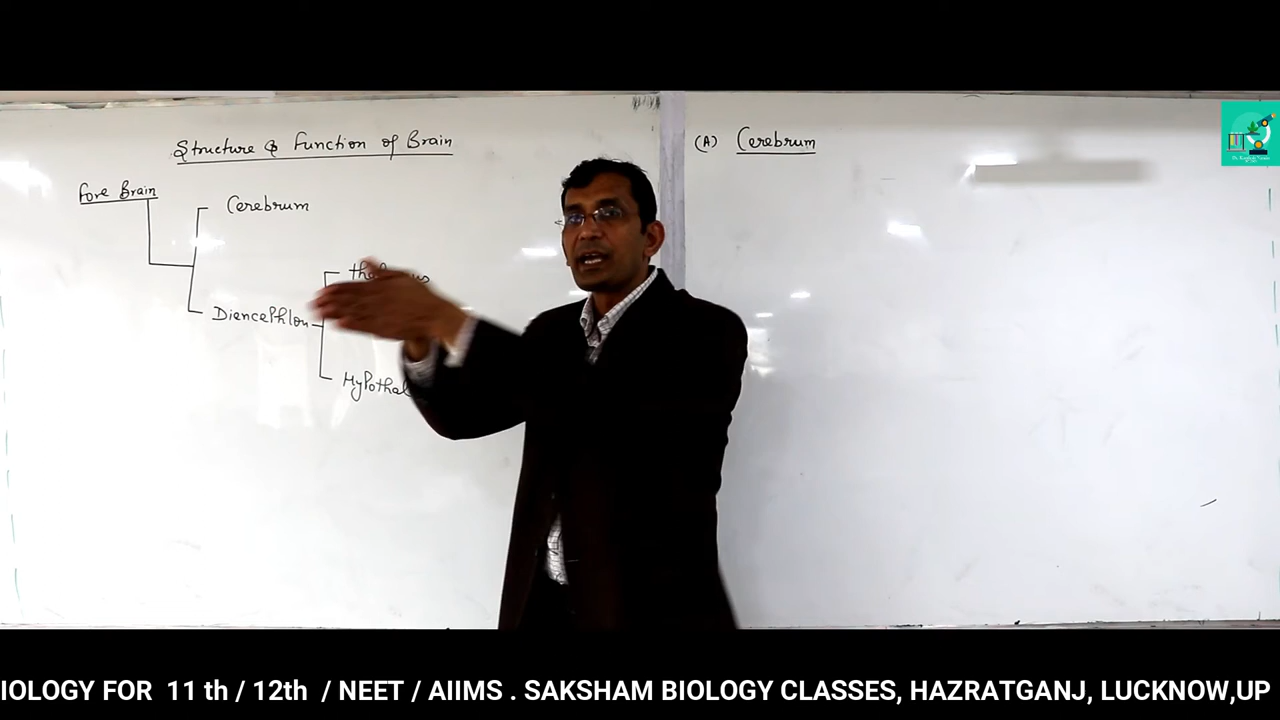 Structure & Function of Brain
Fore Brain
Cerebrum
Diencephlon
(A) Cerebrum
IOLOGY FOR 11 th / 12th / NEET / AIIMS . SAKSHAM BIOLOGY CLASSES, HAZRATGANJ, LUCKNOW,UP